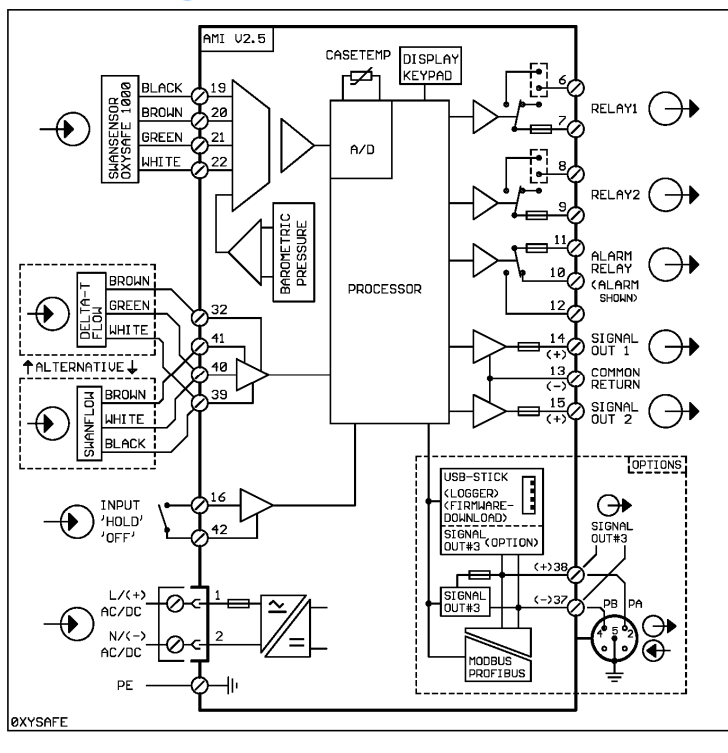 AMI V2.5
CASETEMP
DISPLAY
KEYPAD
SWANSENSOR
OXYSAFE 1000
BLACK 19
BROWN 20
GREEN 21
WHITE 22
A/D
6
RELAY1
7
8
RELAY2
9
BAROMETRIC
PRESSURE
PROCESSOR
11
ALARM
RELAY
10
(ALARM
SHOWN)
12
DELTA-T
FLOW
BROWN
GREEN
WHITE
32
41
40
39
↑ALTERNATIVE↓
SWANFLOW
BROWN
WHITE
BLACK
14
(+)
SIGNAL
OUT 1
13
(-)
COMMON
RETURN
15
(+)
SIGNAL
OUT 2
INPUT
'HOLD'
'OFF'
16
42
OPTIONS
USB-STICK
(LOGGER)
(FIRMWARE-
DOWNLOAD)
SIGNAL
OUT#3 (OPTION)
SIGNAL
OUT#3
(+)38
SIGNAL
OUT#3
(-)37
PB PA
4 5 2
MODBUS
PROFIBUS
L/(+)
AC/DC
1
N/(-)
AC/DC
2
PE
OXYSAFE